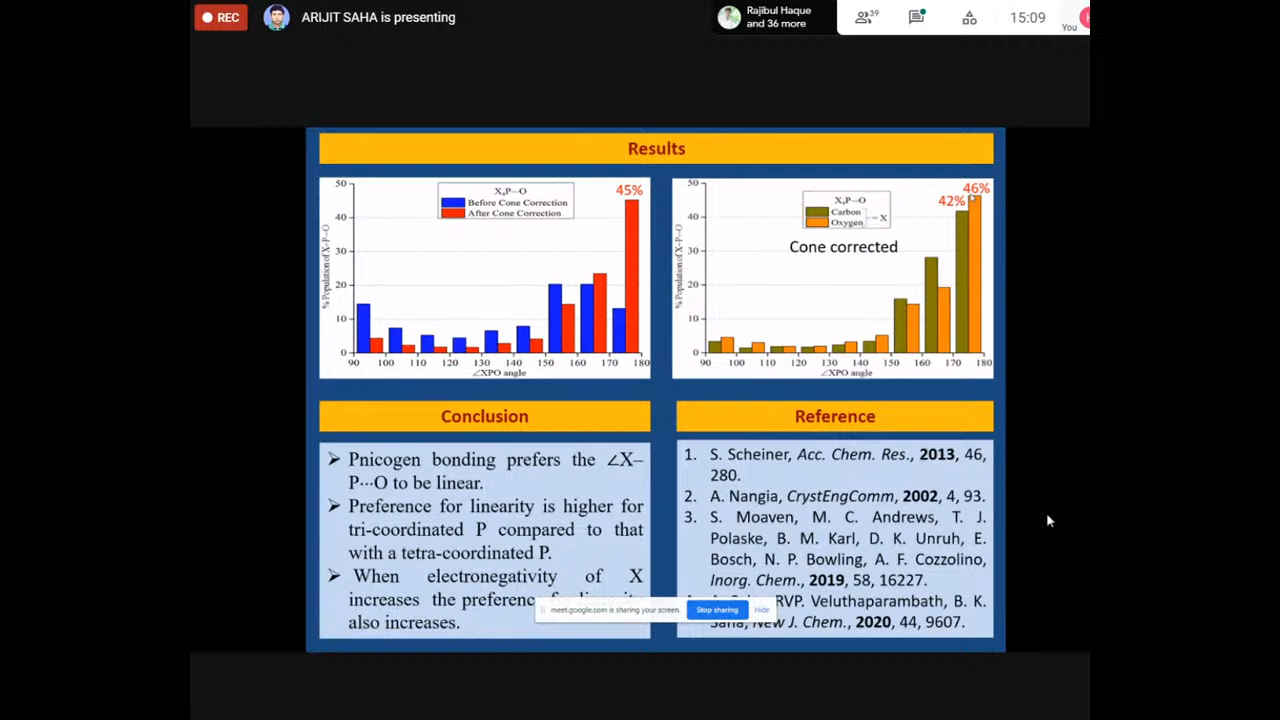 REC
ARIJIT SAHA is presenting
Rajibul Haque
and 36 more
39
15:09
You
Results
50
40
30
20
10
0
% Population of X–P–O
X₄P···O
Before Cone Correction
After Cone Correction
45%
90 100 110 120 130 140 150 160 170 180
∠XPO angle
50
40
30
20
10
0
% Population of X–P–O
X₄P···O
Carbon
Oxygen
= X
Cone corrected
42%
46%
90 100 110 120 130 140 150 160 170 180
∠XPO angle
Conclusion
➢ Pnicogen bonding prefers the ∠X–
P···O to be linear.
➢ Preference for linearity is higher for
tri-coordinated P compared to that
with a tetra-coordinated P.
➢ When electronegativity of X
increases the preference
also increases.
Reference
1. S. Scheiner, Acc. Chem. Res., 2013, 46,
280.
2. A. Nangia, CrystEngComm, 2002, 4, 93.
3. S. Moaven, M. C. Andrews, T. J.
Polaske, B. M. Karl, D. K. Unruh, E.
Bosch, N. P. Bowling, A. F. Cozzolino,
Inorg. Chem., 2019, 58, 16227.
RVP. Veluthaparambath, B. K.
Saha, New J. Chem., 2020, 44, 9607.
meet.google.com is sharing your screen.
Stop sharing
Hide